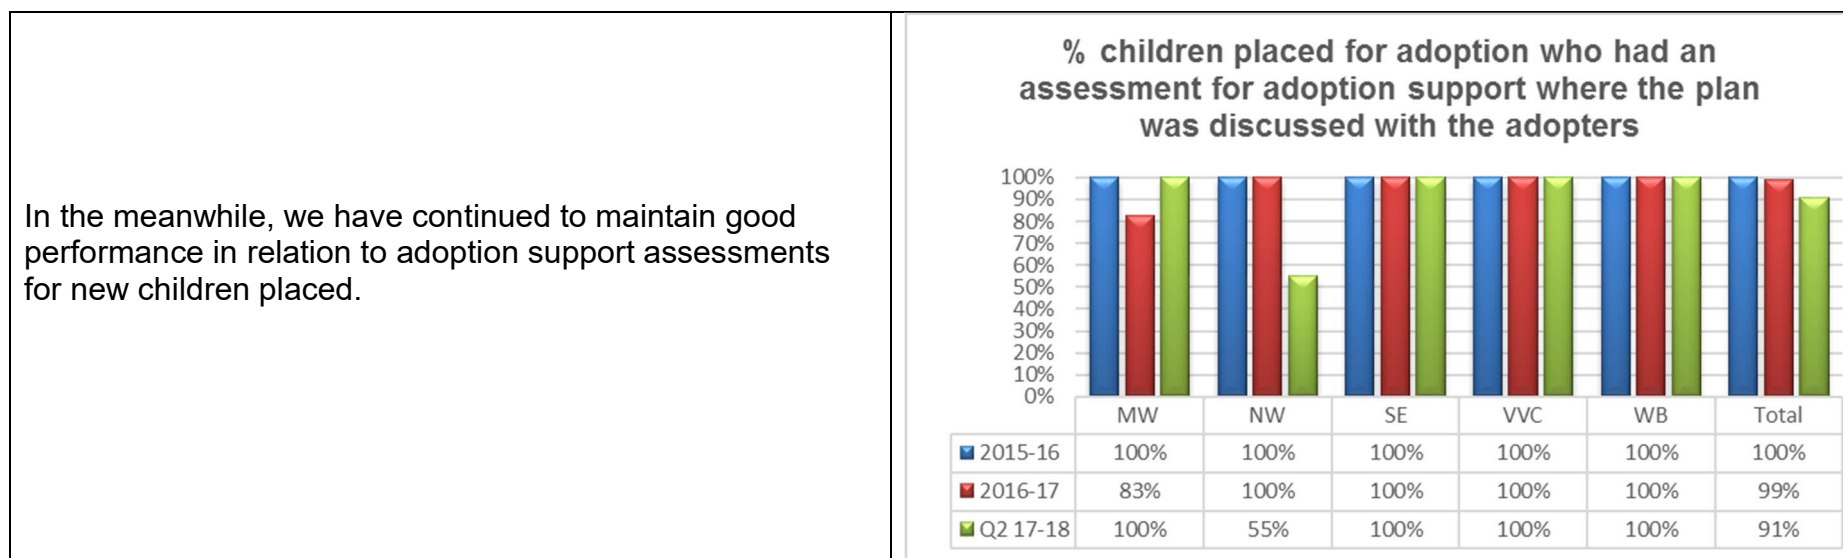 In the meanwhile, we have continued to maintain good
performance in relation to adoption support assessments
for new children placed.
% children placed for adoption who had an
assessment for adoption support where the plan
was discussed with the adopters
100%
90%
80%
70%
60%
50%
40%
30%
20%
10%
0%
MW NW SE VVC WB Total
2015-16 100% 100% 100% 100% 100% 100%
2016-17 83% 100% 100% 100% 100% 99%
Q2 17-18 100% 55% 100% 100% 100% 91%